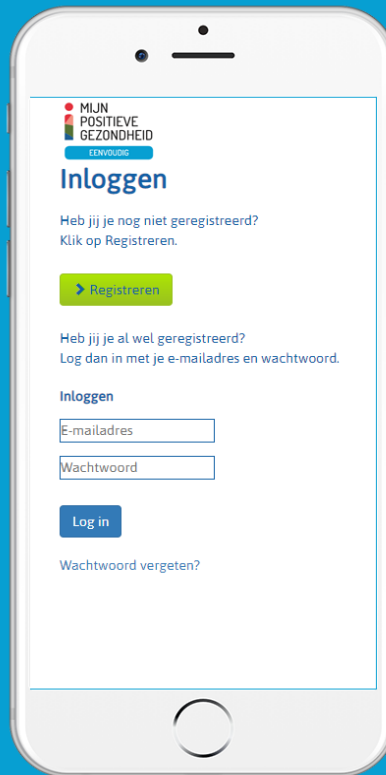 MIJN
POSITIEVE
GEZONDHEID
EENVOUDIG
Inloggen
Heb jij je nog niet geregistreerd?
Klik op Registreren.
Registreren
Heb jij je al wel geregistreerd?
Log dan in met je e-mailadres en wachtwoord.
Inloggen
E-mailadres
Wachtwoord
Log in
Wachtwoord vergeten?